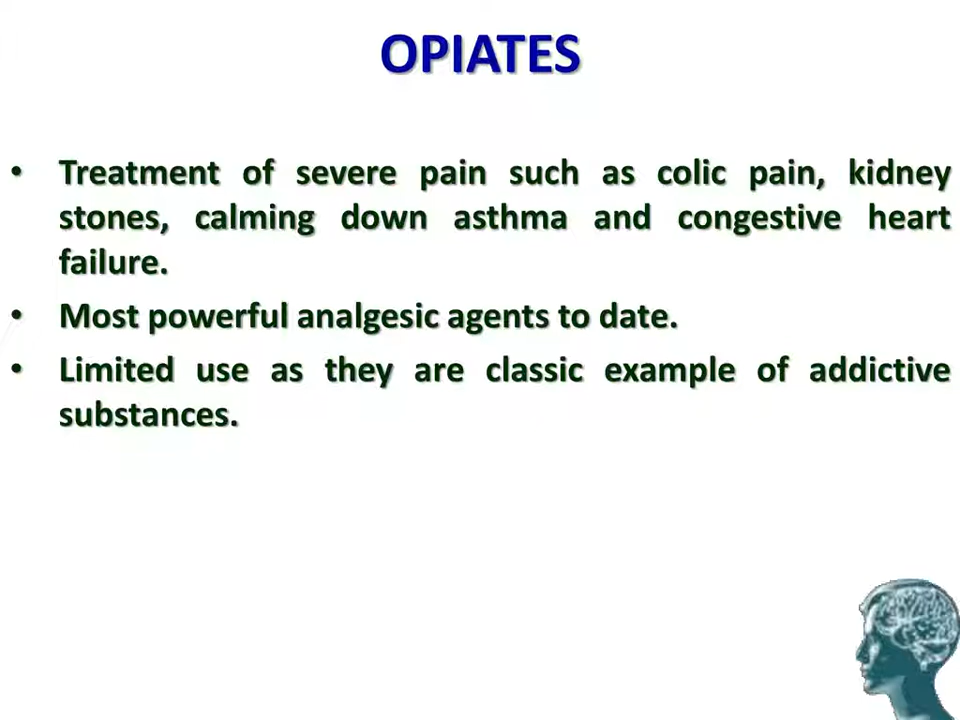 OPIATES
• Treatment of severe pain such as colic pain, kidney
stones, calming down asthma and congestive heart
failure.
• Most powerful analgesic agents to date.
• Limited use as they are classic example of addictive
substances.